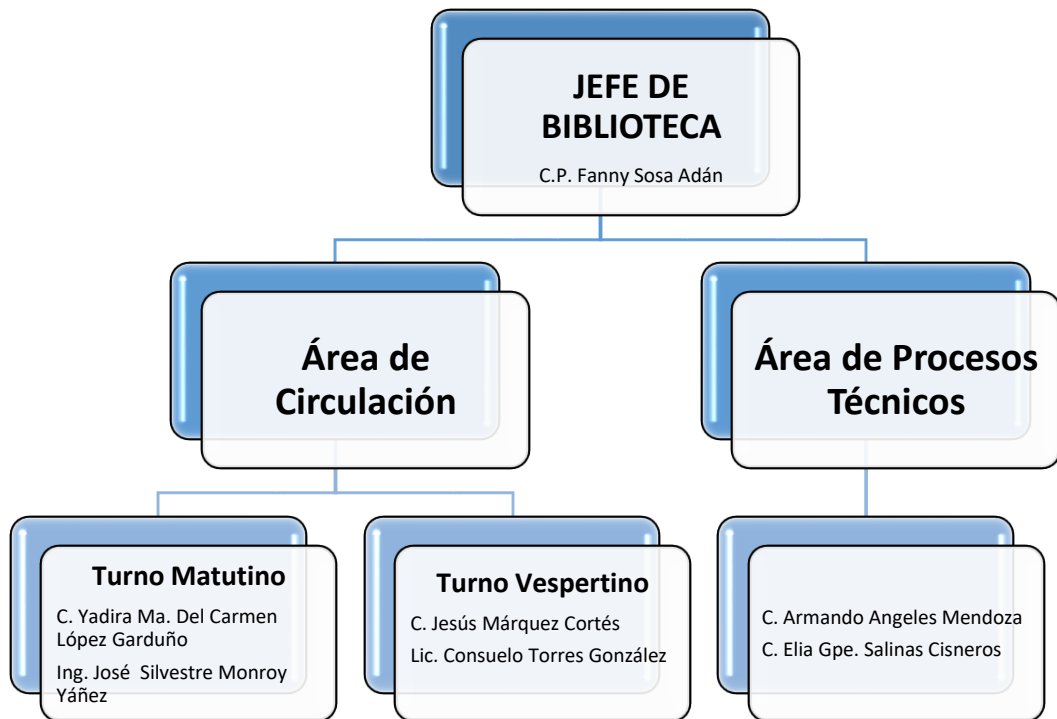 JEFE DE
BIBLIOTECA
C.P. Fanny Sosa Adán
Área de
Circulación
Área de Procesos
Técnicos
Turno Matutino
C. Yadira Ma. Del Carmen
López Garduño
Ing. José  Silvestre Monroy
Yáñez
Turno Vespertino
C. Jesús Márquez Cortés
Lic. Consuelo Torres González
C. Armando Angeles Mendoza
C. Elia Gpe. Salinas Cisneros